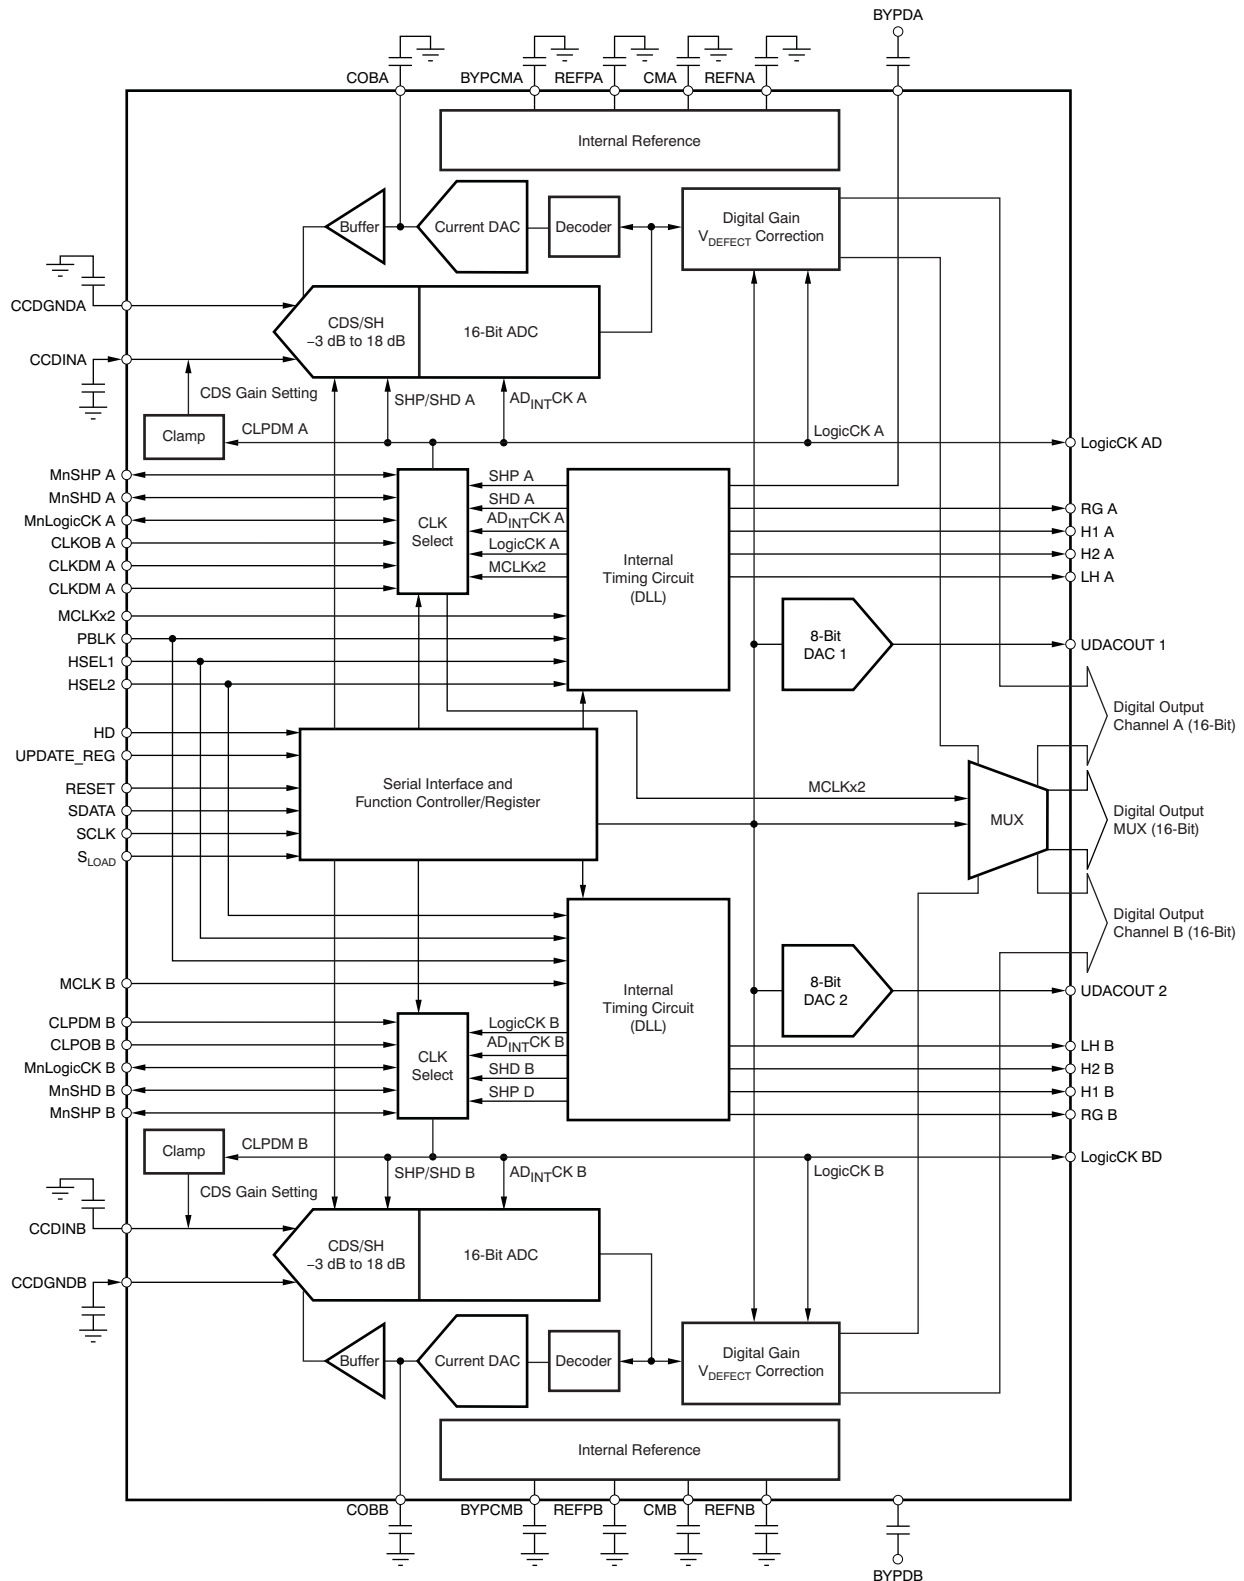 BYPDA
COBA BYPCMA REFPA CMA REFNA
Internal Reference
Buffer
Current DAC
Decoder
Digital Gain
VDEFECT Correction
CCDGNDA
CDS/SH
–3 dB to 18 dB
16-Bit ADC
CCDINA
CDS Gain Setting
SHP/SHD A
ADINTCK A
Clamp
CLPDM A
LogicCK A
LogicCK AD
MnSHP A
MnSHD A
MnLogicCK A
CLKOB A
CLKDM A
CLKDM A
CLK
Select
SHP A
SHD A
ADINTCK A
LogicCK A
MCLKx2
Internal
Timing Circuit
(DLL)
RG A
H1 A
H2 A
LH A
MCLKx2
PBLK
HSEL1
HSEL2
8-Bit
DAC 1
UDACOUT 1
Digital Output
Channel A (16-Bit)
HD
UPDATE_REG
RESET
SDATA
SCLK
SLOAD
Serial Interface and
Function Controller/Register
MCLKx2
MUX
Digital Output
MUX (16-Bit)
Digital Output
Channel B (16-Bit)
MCLK B
Internal
Timing Circuit
(DLL)
8-Bit
DAC 2
UDACOUT 2
CLPDM B
CLPOB B
MnLogicCK B
MnSHD B
MnSHP B
CLK
Select
LogicCK B
ADINTCK B
SHD B
SHP D
LH B
H2 B
H1 B
RG B
Clamp
CLPDM B
SHP/SHD B
ADINTCK B
LogicCK B
LogicCK BD
CDS Gain Setting
CCDINB
CDS/SH
–3 dB to 18 dB
16-Bit ADC
CCDGNDB
Buffer
Current DAC
Decoder
Digital Gain
VDEFECT Correction
Internal Reference
COBB BYPCMB REFPB CMB REFNB
BYPDB